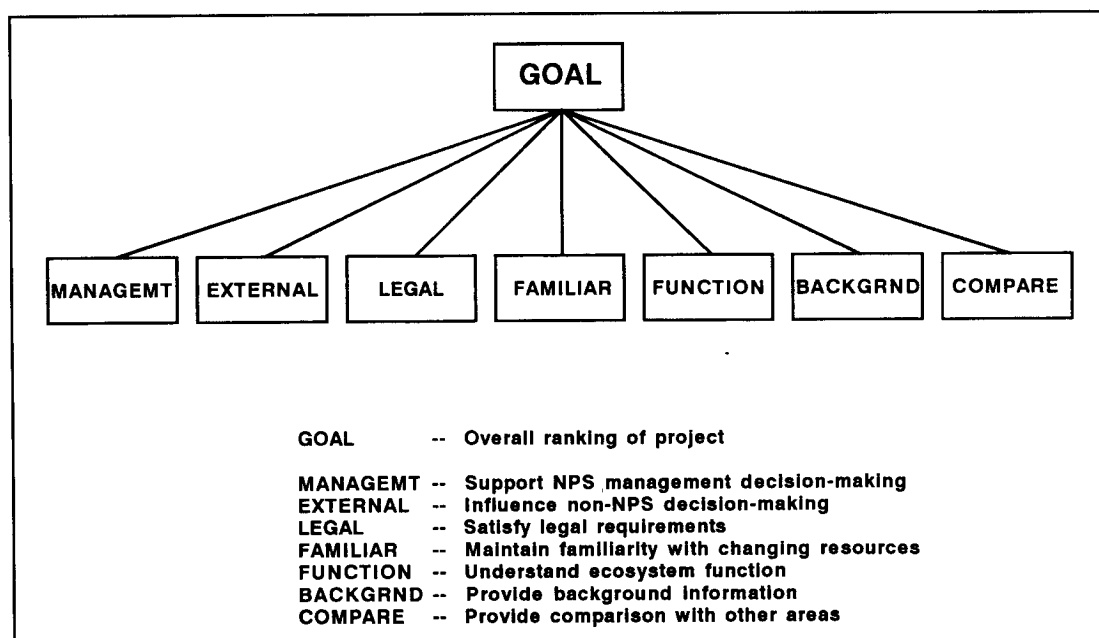 GOAL
MANAGEMT EXTERNAL LEGAL FAMILIAR FUNCTION BACKGRND COMPARE
GOAL -- Overall ranking of project
MANAGEMT -- Support NPS management decision-making
EXTERNAL -- Influence non-NPS decision-making
LEGAL -- Satisfy legal requirements
FAMILIAR -- Maintain familiarity with changing resources
FUNCTION -- Understand ecosystem function
BACKGRND -- Provide background information
COMPARE -- Provide comparison with other areas